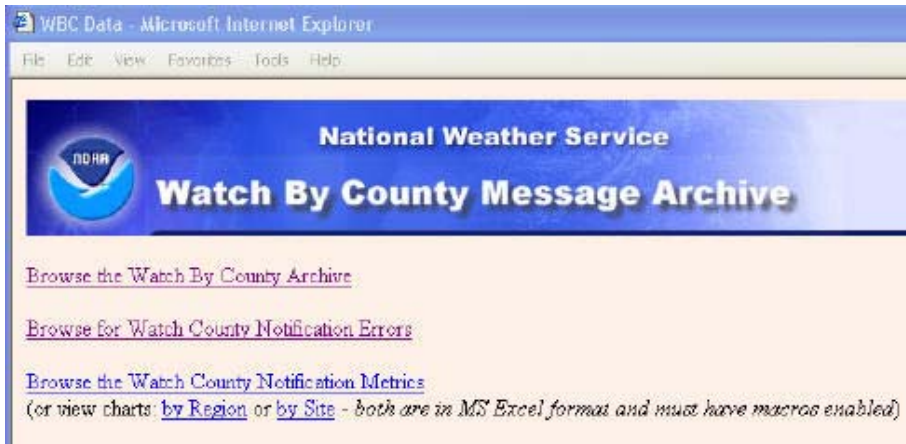 WBC Data - Microsoft Internet Explorer
File Edit View Favorites Tools Help
NOAA
National Weather Service
Watch By County Message Archive
Browse the Watch By County Archive
Browse for Watch County Notification Errors
Browse the Watch County Notification Metrics
(or view charts: by Region or by Site - both are in MS Excel format and must have macros enabled)